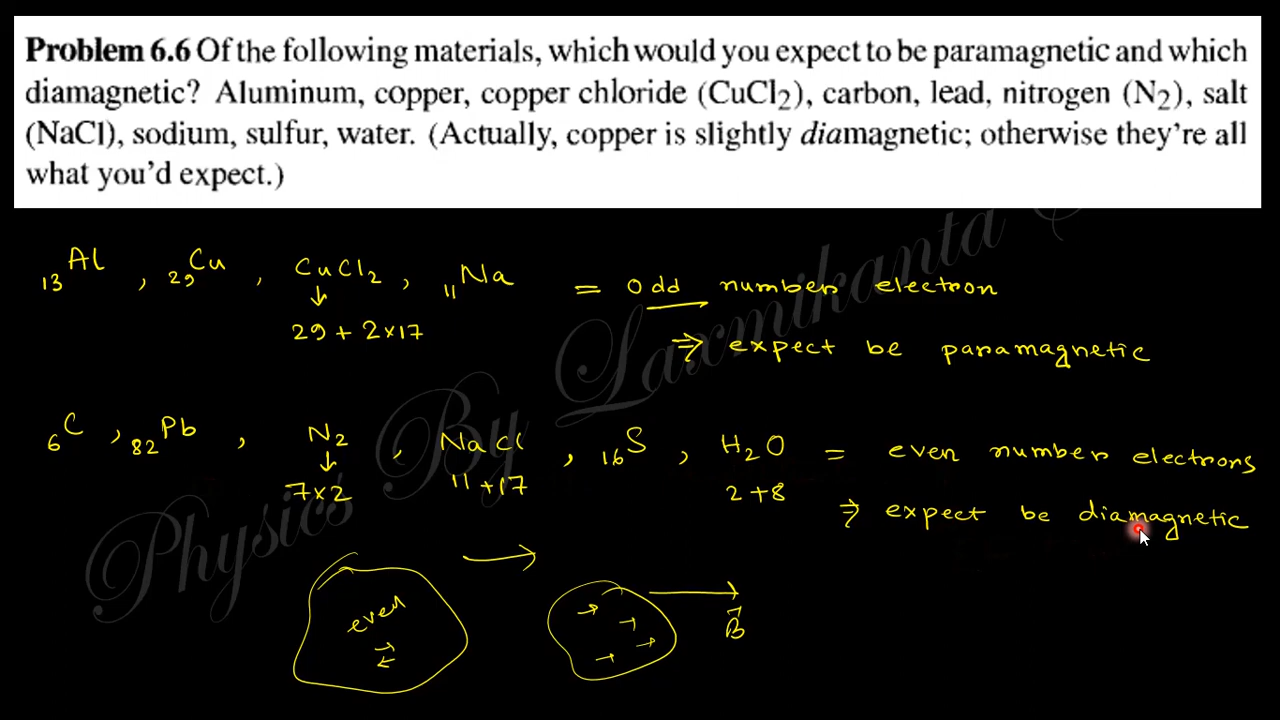 Problem 6.6 Of the following materials, which would you expect to be paramagnetic and which
diamagnetic? Aluminum, copper, copper chloride (CuCl₂), carbon, lead, nitrogen (N₂), salt
(NaCl), sodium, sulfur, water. (Actually, copper is slightly diamagnetic; otherwise they're all
what you'd expect.)
₁₃Al , ₂₉Cu , CuCl₂ , ₁₁Na = odd number electron
↓
29 + 2×17
⇒ expect be paramagnetic
₆C , ₈₂Pb , N₂ , NaCl , ₁₆S , H₂O = even number electrons
↓
7×2 11+17 2+8
⇒ expect be diamagnetic
even
B⃗
Physics By Laxmikanta